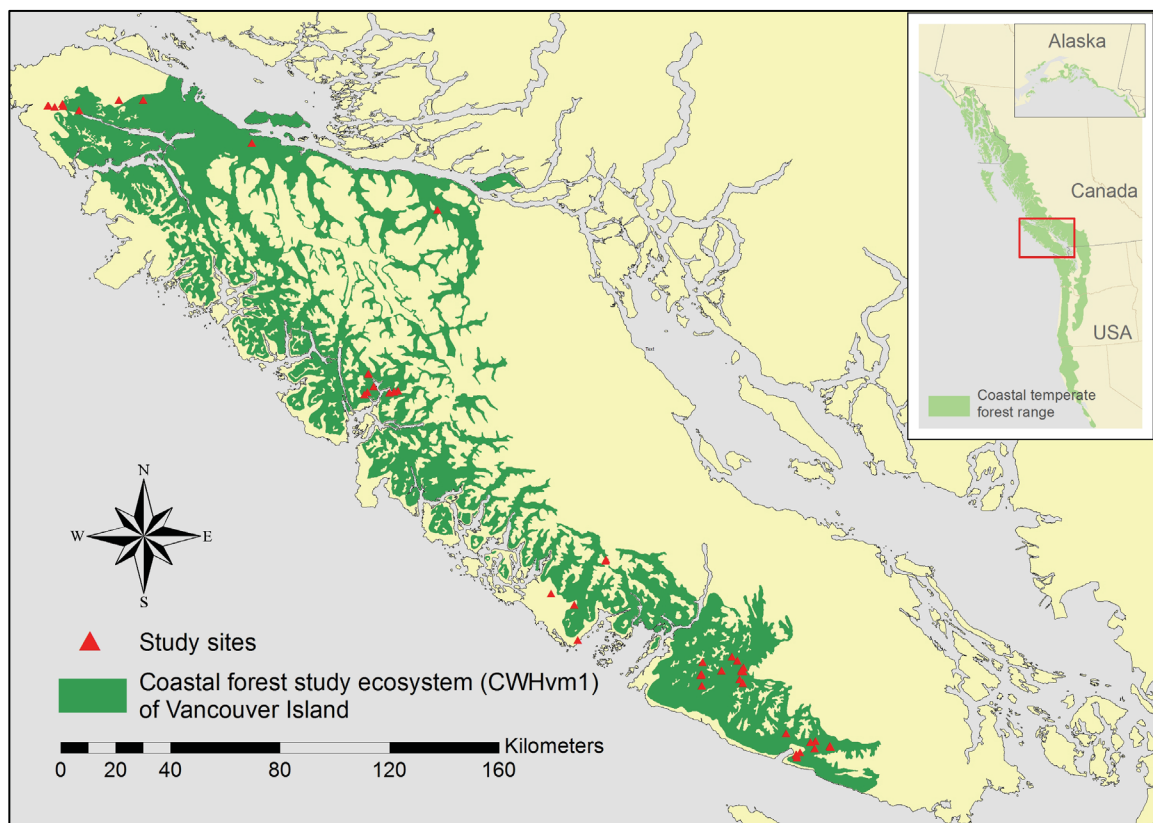 Alaska
Canada
USA
Coastal temperate
forest range
Text
N
W E
S
Study sites
Coastal forest study ecosystem (CWHvm1)
of Vancouver Island
Kilometers
0 20 40 80 120 160